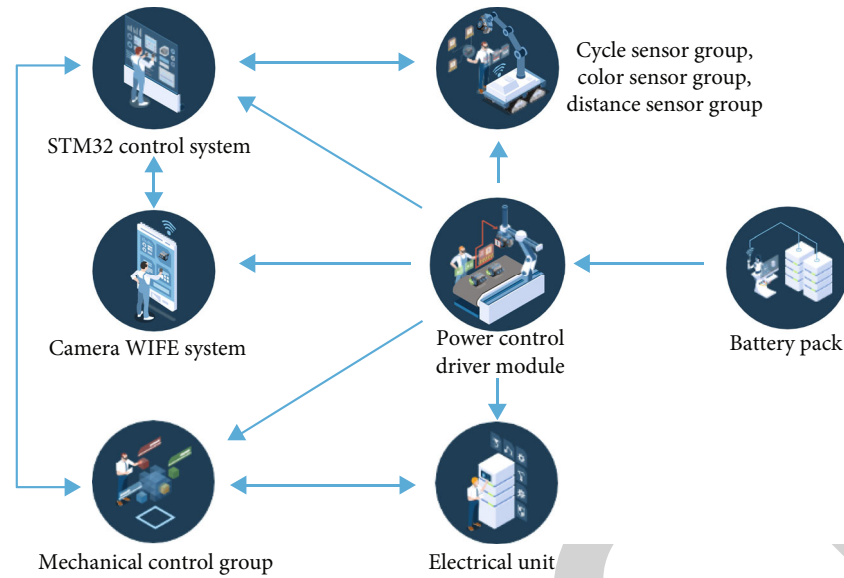 Cycle sensor group,
color sensor group,
distance sensor group
STM32 control system
Camera WIFE system
Power control
driver module
Battery pack
Mechanical control group
Electrical unit